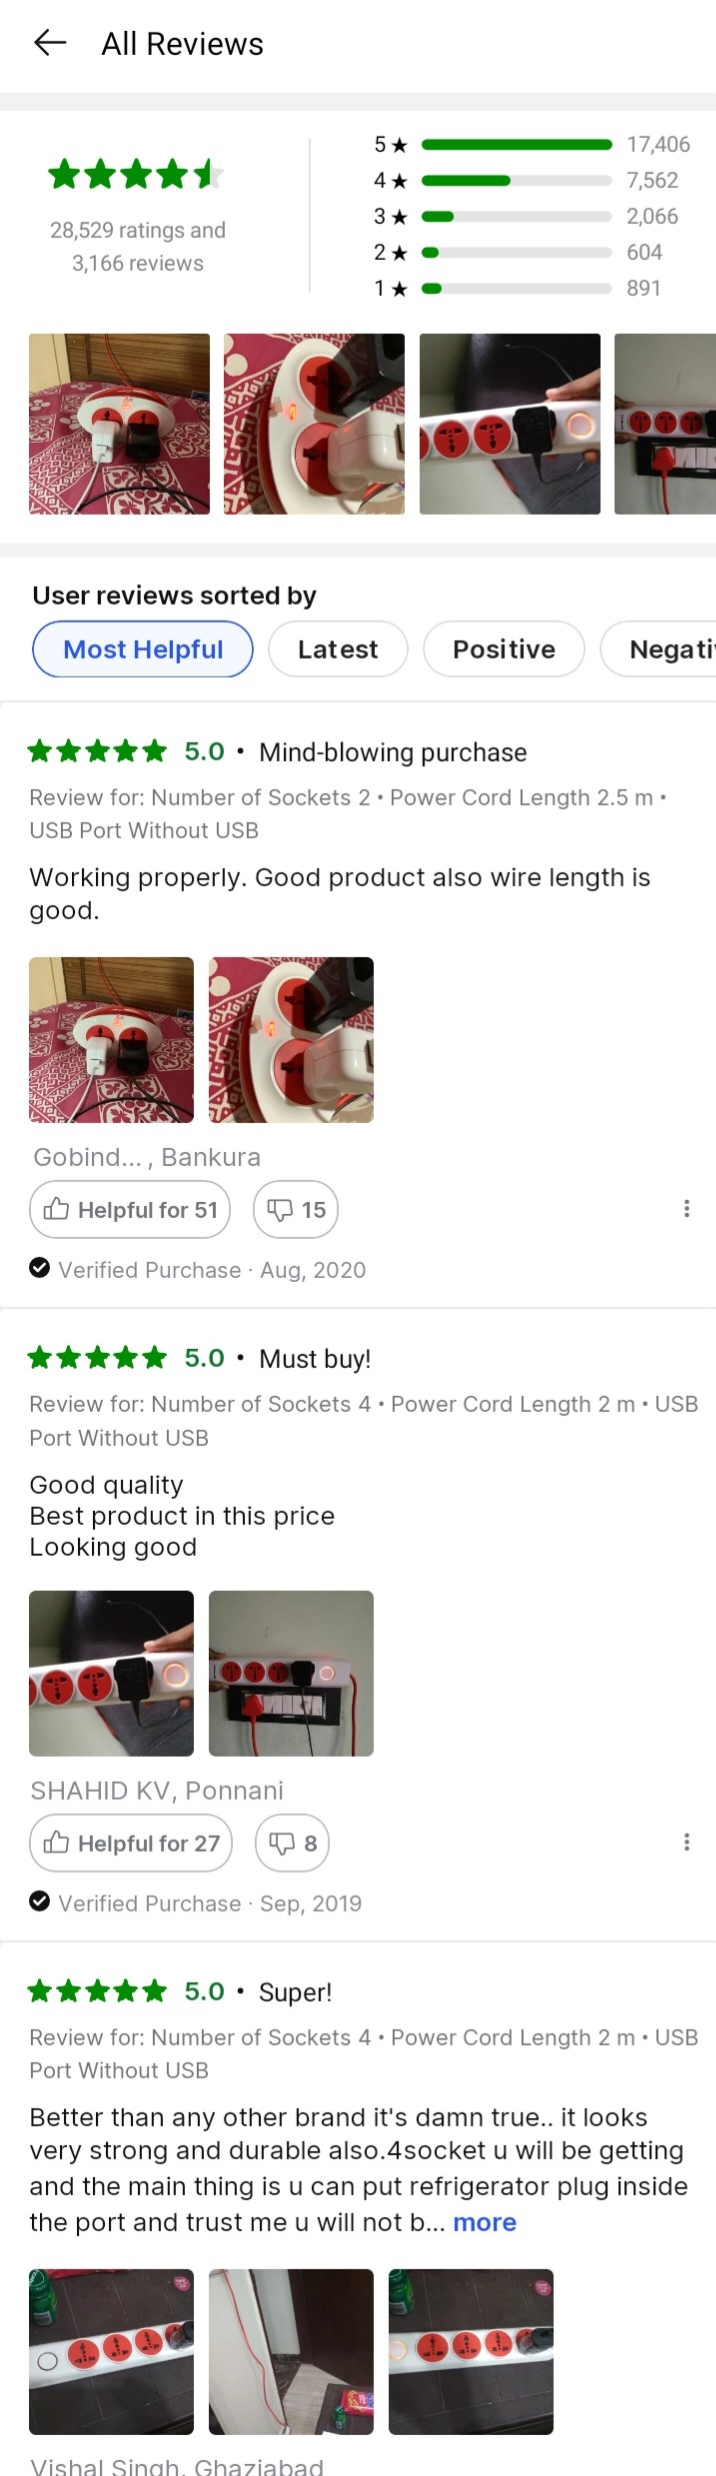 All Reviews
28,529 ratings and
3,166 reviews
5 ★ 17,406
4 ★ 7,562
3 ★ 2,066
2 ★ 604
1 ★ 891
User reviews sorted by
Most Helpful Latest Positive Negati
5.0 • Mind-blowing purchase
Review for: Number of Sockets 2 • Power Cord Length 2.5 m •
USB Port Without USB
Working properly. Good product also wire length is
good.
Gobind... , Bankura
Helpful for 51 15
Verified Purchase · Aug, 2020
5.0 • Must buy!
Review for: Number of Sockets 4 • Power Cord Length 2 m • USB
Port Without USB
Good quality
Best product in this price
Looking good
SHAHID KV, Ponnani
Helpful for 27 8
Verified Purchase · Sep, 2019
5.0 • Super!
Review for: Number of Sockets 4 • Power Cord Length 2 m • USB
Port Without USB
Better than any other brand it's damn true.. it looks
very strong and durable also.4socket u will be getting
and the main thing is u can put refrigerator plug inside
the port and trust me u will not b... more
Vishal Singh, Ghaziabad